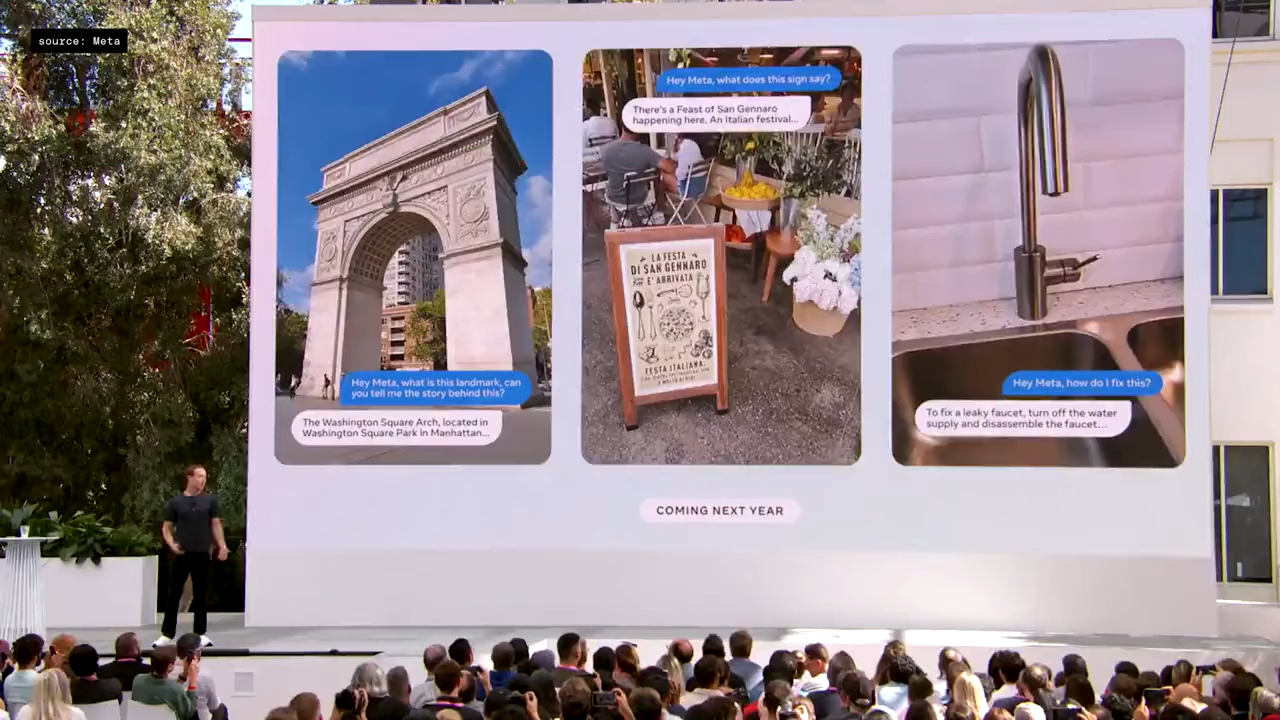 source: Meta
Hey Meta, what is this landmark, can
you tell me the story behind this?
The Washington Square Arch, located in
Washington Square Park in Manhattan...
Hey Meta, what does this sign say?
There's a Feast of San Gennaro
happening here. An Italian festival...
LA FESTA
DI SAN GENNARO
E' ARRIVATA
FESTA ITALIANA:
Hey Meta, how do I fix this?
To fix a leaky faucet, turn off the water
supply and disassemble the faucet...
COMING NEXT YEAR